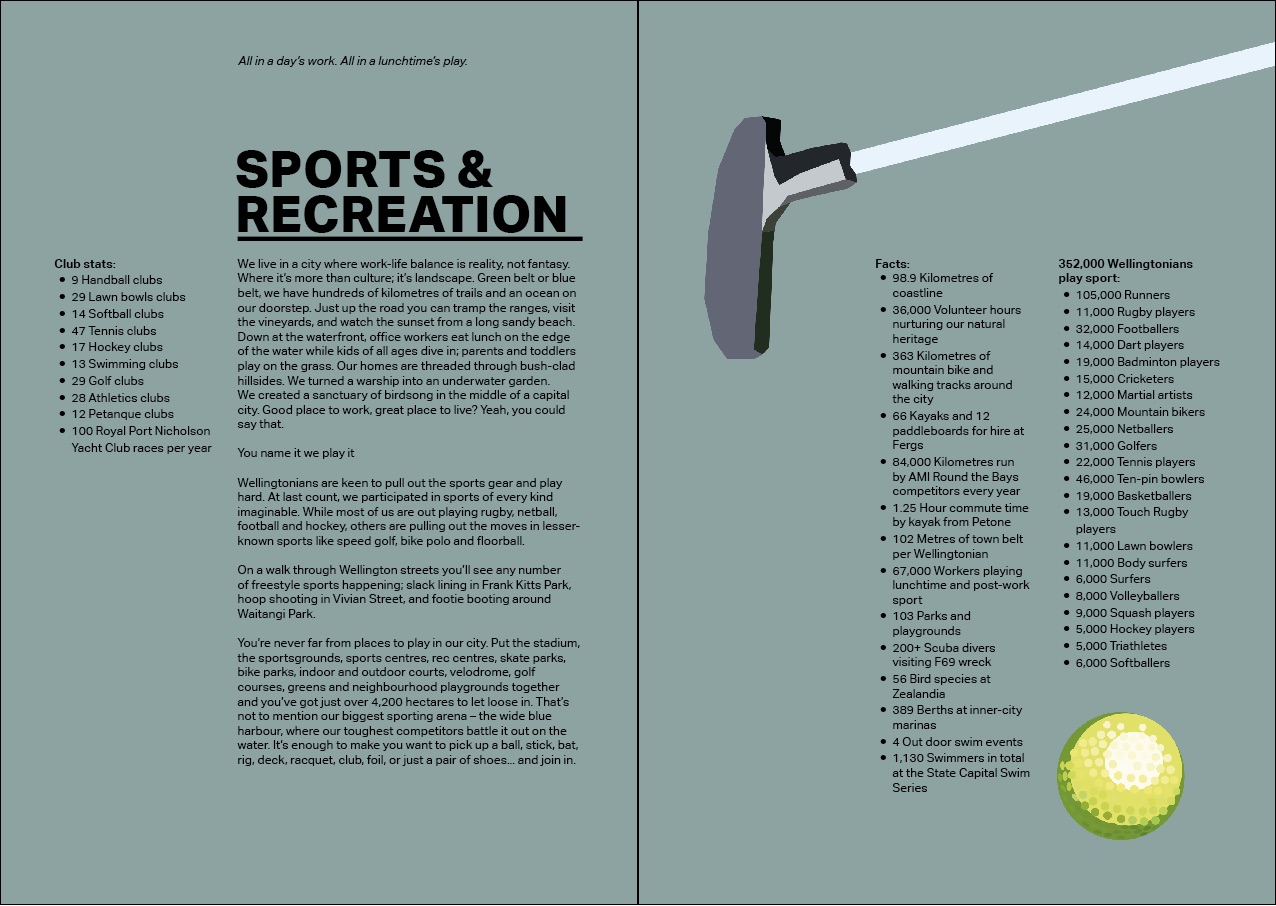 All in a day's work. All in a lunchtime's play.
SPORTS &
RECREATION
Club stats:
• 9 Handball clubs
• 29 Lawn bowls clubs
• 14 Softball clubs
• 47 Tennis clubs
• 17 Hockey clubs
• 13 Swimming clubs
• 29 Golf clubs
• 28 Athletics clubs
• 12 Petanque clubs
• 100 Royal Port Nicholson
Yacht Club races per year
We live in a city where work-life balance is reality, not fantasy.
Where it's more than culture; it's landscape. Green belt or blue
belt, we have hundreds of kilometres of trails and an ocean on
our doorstep. Just up the road you can tramp the ranges, visit
the vineyards, and watch the sunset from a long sandy beach.
Down at the waterfront, office workers eat lunch on the edge
of the water while kids of all ages dive in; parents and toddlers
play on the grass. Our homes are threaded through bush-clad
hillsides. We turned a warship into an underwater garden.
We created a sanctuary of birdsong in the middle of a capital
city. Good place to work, great place to live? Yeah, you could
say that.
You name it we play it
Wellingtonians are keen to pull out the sports gear and play
hard. At last count, we participated in sports of every kind
imaginable. While most of us are out playing rugby, netball,
football and hockey, others are pulling out the moves in lesser-
known sports like speed golf, bike polo and floorball.
On a walk through Wellington streets you'll see any number
of freestyle sports happening; slack lining in Frank Kitts Park,
hoop shooting in Vivian Street, and footie booting around
Waitangi Park.
You're never far from places to play in our city. Put the stadium,
the sportsgrounds, sports centres, rec centres, skate parks,
bike parks, indoor and outdoor courts, velodrome, golf
courses, greens and neighbourhood playgrounds together
and you've got just over 4,200 hectares to let loose in. That's
not to mention our biggest sporting arena – the wide blue
harbour, where our toughest competitors battle it out on the
water. It's enough to make you want to pick up a ball, stick, bat,
rig, deck, racquet, club, foil, or just a pair of shoes... and join in.
Facts:
• 98.9 Kilometres of
coastline
• 36,000 Volunteer hours
nurturing our natural
heritage
• 363 Kilometres of
mountain bike and
walking tracks around
the city
• 66 Kayaks and 12
paddleboards for hire at
Fergs
• 84,000 Kilometres run
by AMI Round the Bays
competitors every year
• 1.25 Hour commute time
by kayak from Petone
• 102 Metres of town belt
per Wellingtonian
• 67,000 Workers playing
lunchtime and post-work
sport
• 103 Parks and
playgrounds
• 200+ Scuba divers
visiting F69 wreck
• 56 Bird species at
Zealandia
• 389 Berths at inner-city
marinas
• 4 Out door swim events
• 1,130 Swimmers in total
at the State Capital Swim
Series
352,000 Wellingtonians
play sport:
• 105,000 Runners
• 11,000 Rugby players
• 32,000 Footballers
• 14,000 Dart players
• 19,000 Badminton players
• 15,000 Cricketers
• 12,000 Martial artists
• 24,000 Mountain bikers
• 25,000 Netballers
• 31,000 Golfers
• 22,000 Tennis players
• 46,000 Ten-pin bowlers
• 19,000 Basketballers
• 13,000 Touch Rugby
players
• 11,000 Lawn bowlers
• 11,000 Body surfers
• 6,000 Surfers
• 8,000 Volleyballers
• 9,000 Squash players
• 5,000 Hockey players
• 5,000 Triathletes
• 6,000 Softballers